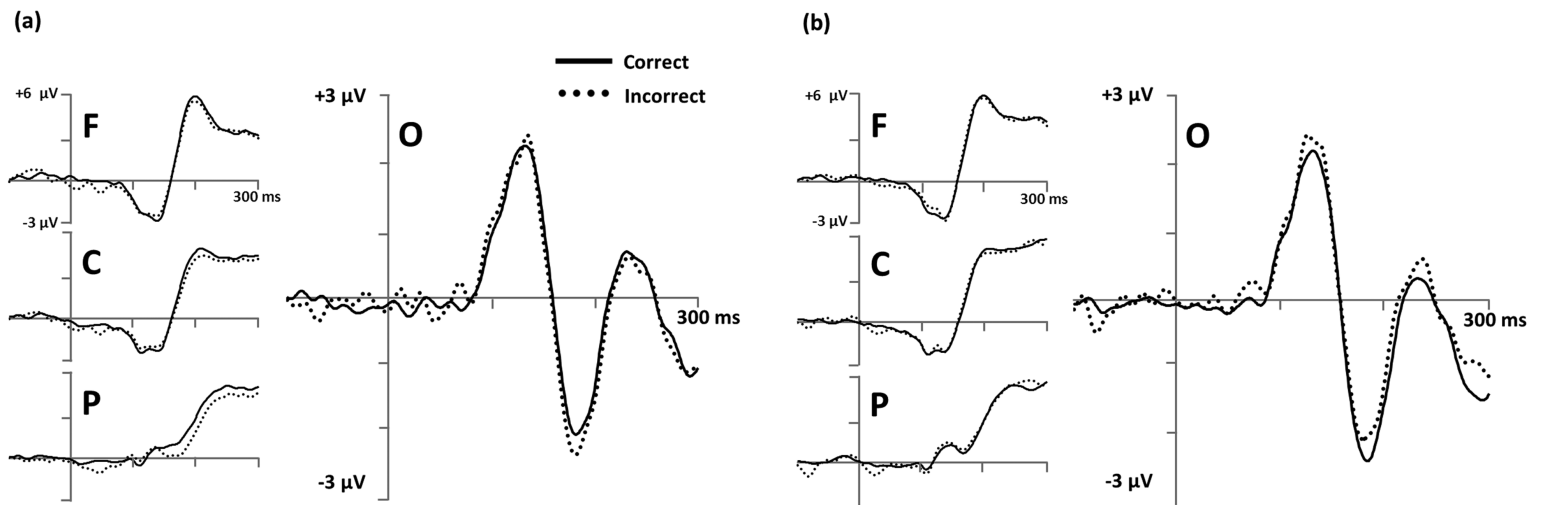 (a)
Correct
Incorrect
+6 µV
F
300 ms
-3 µV
C
P
+3 µV
O
300 ms
-3 µV
(b)
+6 µV
F
300 ms
-3 µV
C
P
+3 µV
O
300 ms
-3 µV